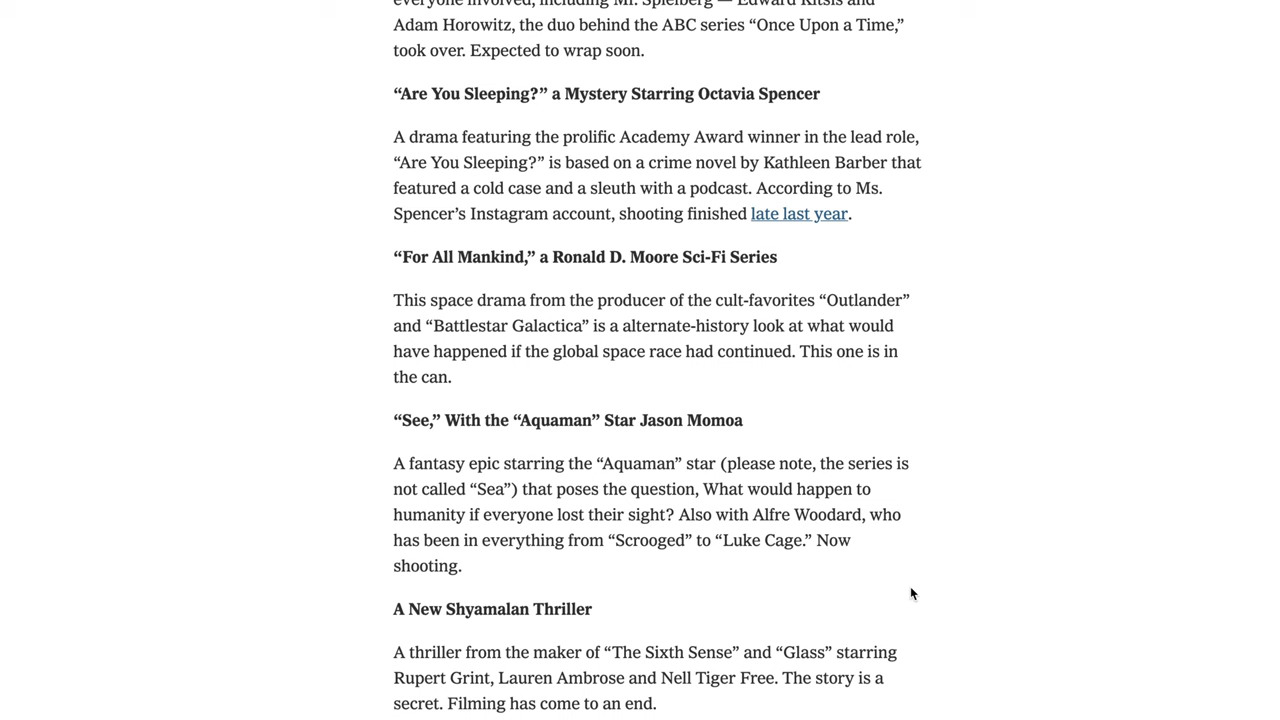 everyone involved, including Mr. Spielberg — Edward Kitsis and
Adam Horowitz, the duo behind the ABC series “Once Upon a Time,”
took over. Expected to wrap soon.
“Are You Sleeping?” a Mystery Starring Octavia Spencer
A drama featuring the prolific Academy Award winner in the lead role,
“Are You Sleeping?” is based on a crime novel by Kathleen Barber that
featured a cold case and a sleuth with a podcast. According to Ms.
Spencer’s Instagram account, shooting finished late last year.
“For All Mankind,” a Ronald D. Moore Sci-Fi Series
This space drama from the producer of the cult-favorites “Outlander”
and “Battlestar Galactica” is a alternate-history look at what would
have happened if the global space race had continued. This one is in
the can.
“See,” With the “Aquaman” Star Jason Momoa
A fantasy epic starring the “Aquaman” star (please note, the series is
not called “Sea”) that poses the question, What would happen to
humanity if everyone lost their sight? Also with Alfre Woodard, who
has been in everything from “Scrooged” to “Luke Cage.” Now
shooting.
A New Shyamalan Thriller
A thriller from the maker of “The Sixth Sense” and “Glass” starring
Rupert Grint, Lauren Ambrose and Nell Tiger Free. The story is a
secret. Filming has come to an end.